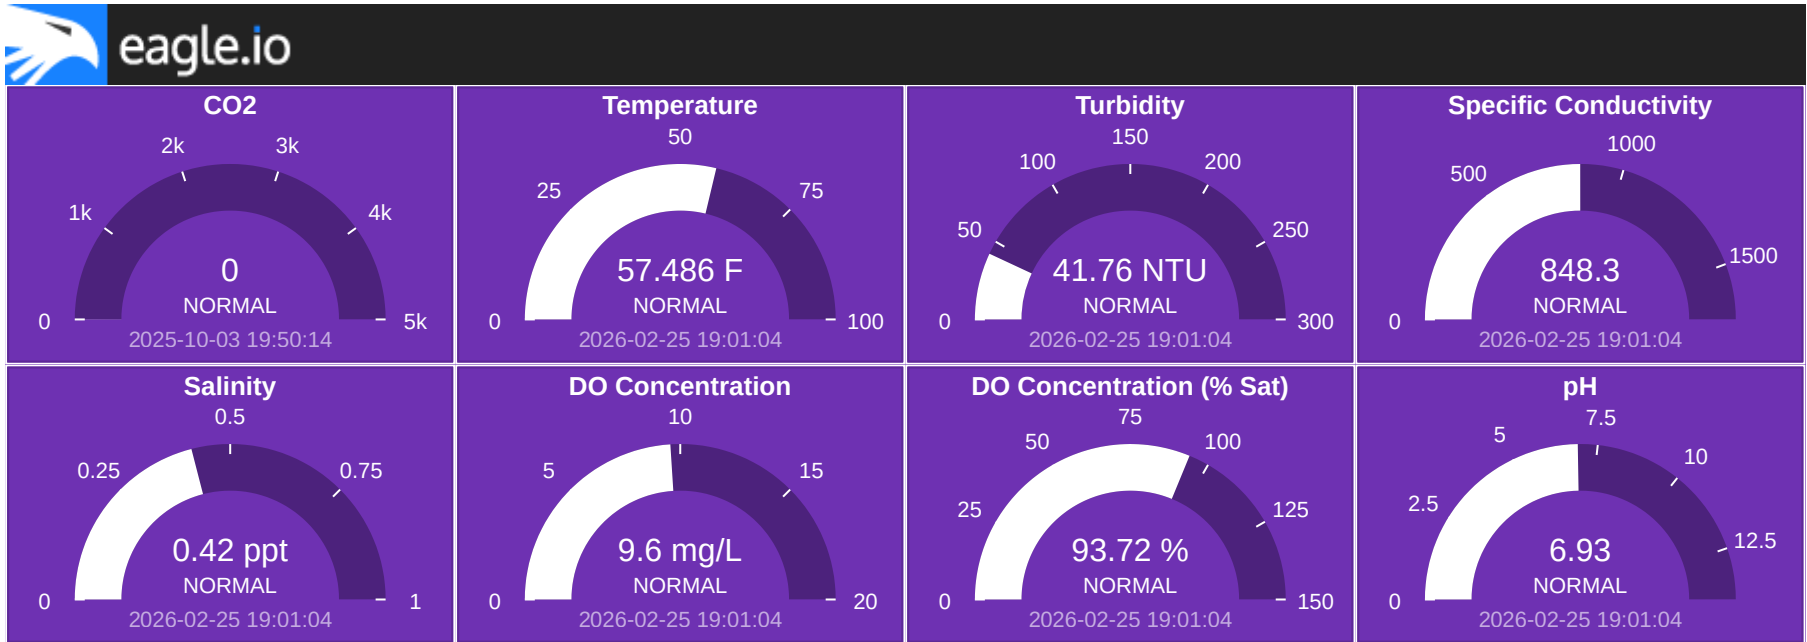 eagle.io
CO2
0
1k
2k
3k
4k
5k
0
NORMAL
2025-10-03 19:50:14
Temperature
0
25
50
75
100
57.486 F
NORMAL
2026-02-25 19:01:04
Turbidity
0
50
100
150
200
250
300
41.76 NTU
NORMAL
2026-02-25 19:01:04
Specific Conductivity
0
500
1000
1500
848.3
NORMAL
2026-02-25 19:01:04
Salinity
0
0.25
0.5
0.75
1
0.42 ppt
NORMAL
2026-02-25 19:01:04
DO Concentration
0
5
10
15
20
9.6 mg/L
NORMAL
2026-02-25 19:01:04
DO Concentration (% Sat)
0
25
50
75
100
125
150
93.72 %
NORMAL
2026-02-25 19:01:04
pH
0
2.5
5
7.5
10
12.5
6.93
NORMAL
2026-02-25 19:01:04